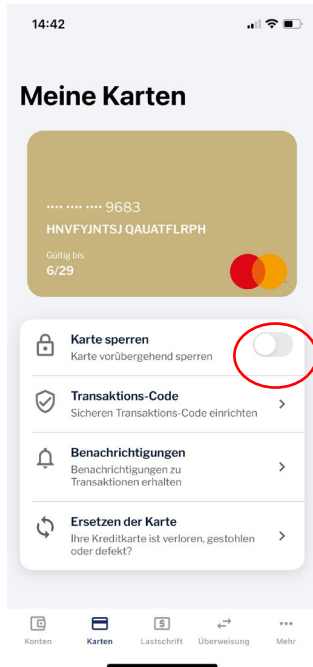 14:42
Meine Karten
•••• •••• •••• 9683
HNVFYJNTSJ QAUATFLRPH
Gültig bis
6/29
Karte sperren
Karte vorübergehend sperren
Transaktions-Code
Sicheren Transaktions-Code einrichten
Benachrichtigungen
Benachrichtigungen zu
Transaktionen erhalten
Ersetzen der Karte
Ihre Kreditkarte ist verloren, gestohlen
oder defekt?
Konten Karten Lastschrift Überweisung Mehr